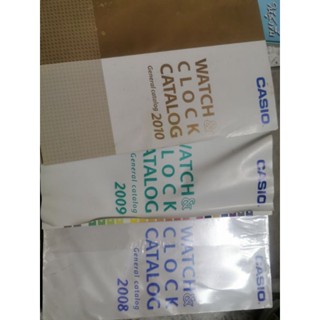 CASIO
WATCH &
CLOCK
CATALOG
General catalog 2010
CASIO
WATCH &
CLOCK
CATALOG
General catalog
2009
CASIO
WATCH &
CLOCK
CATALOG
General catalog
2008